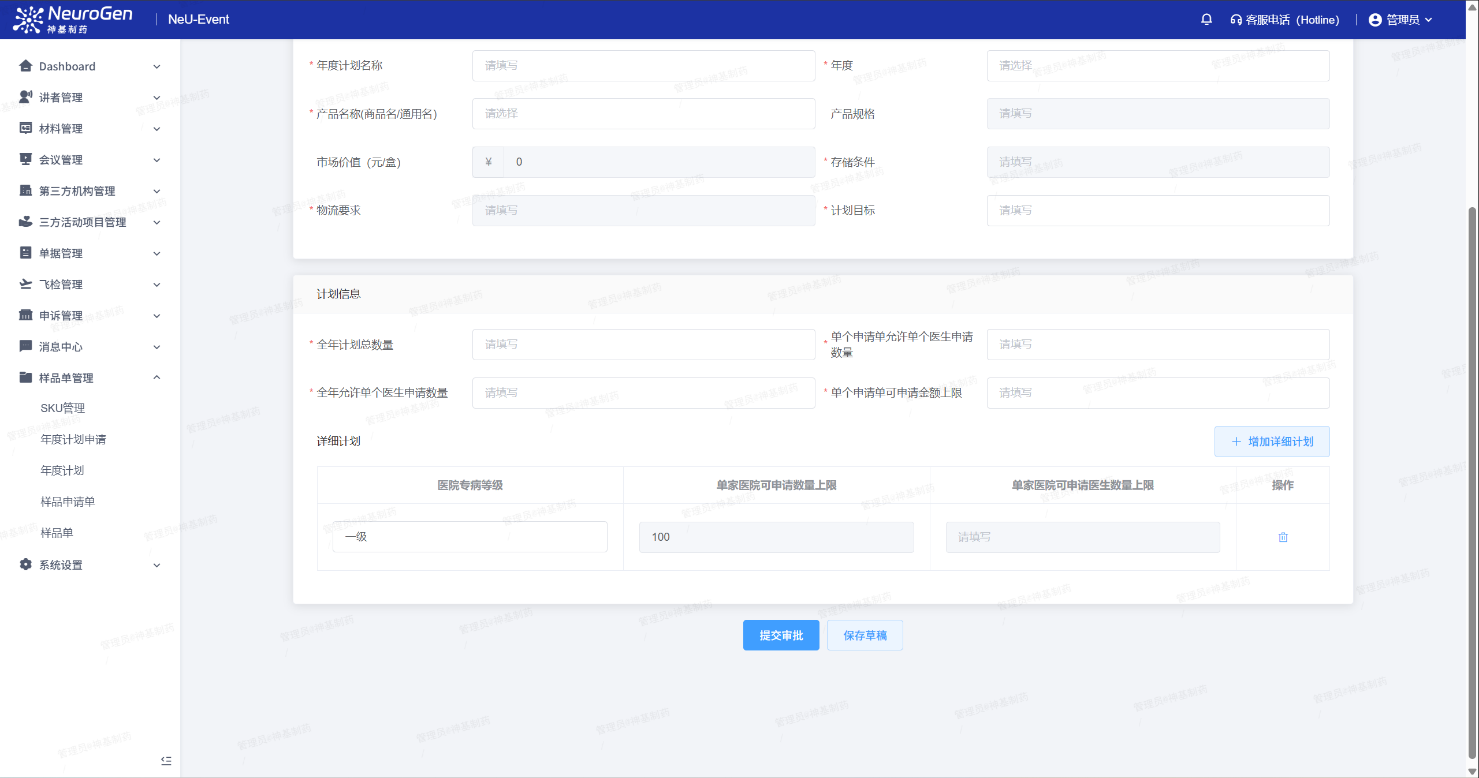 NeuroGen
神基制药
NeU-Event
客服电话（Hotline）
管理员
Dashboard
讲者管理
材料管理
会议管理
第三方机构管理
三方活动项目管理
单据管理
飞检管理
申诉管理
消息中心
样品单管理
SKU管理
年度计划申请
年度计划
样品申请单
样品单
系统设置
* 年度计划名称 请填写 * 年度 请选择
* 产品名称(商品名/通用名) 请选择 产品规格 请填写
市场价值（元/盒） ¥ 0 * 存储条件 请填写
* 物流要求 请填写 * 计划目标 请填写
计划信息
* 全年计划总数量 请填写 * 单个申请单允许单个医生申请
数量 请填写
* 全年允许单个医生申请数量 请填写 * 单个申请单可申请金额上限 请填写
详细计划 + 增加详细计划
医院专病等级 单家医院可申请数量上限 单家医院可申请医生数量上限 操作
一级 100 请填写
提交审批 保存草稿
管理员#神基制药